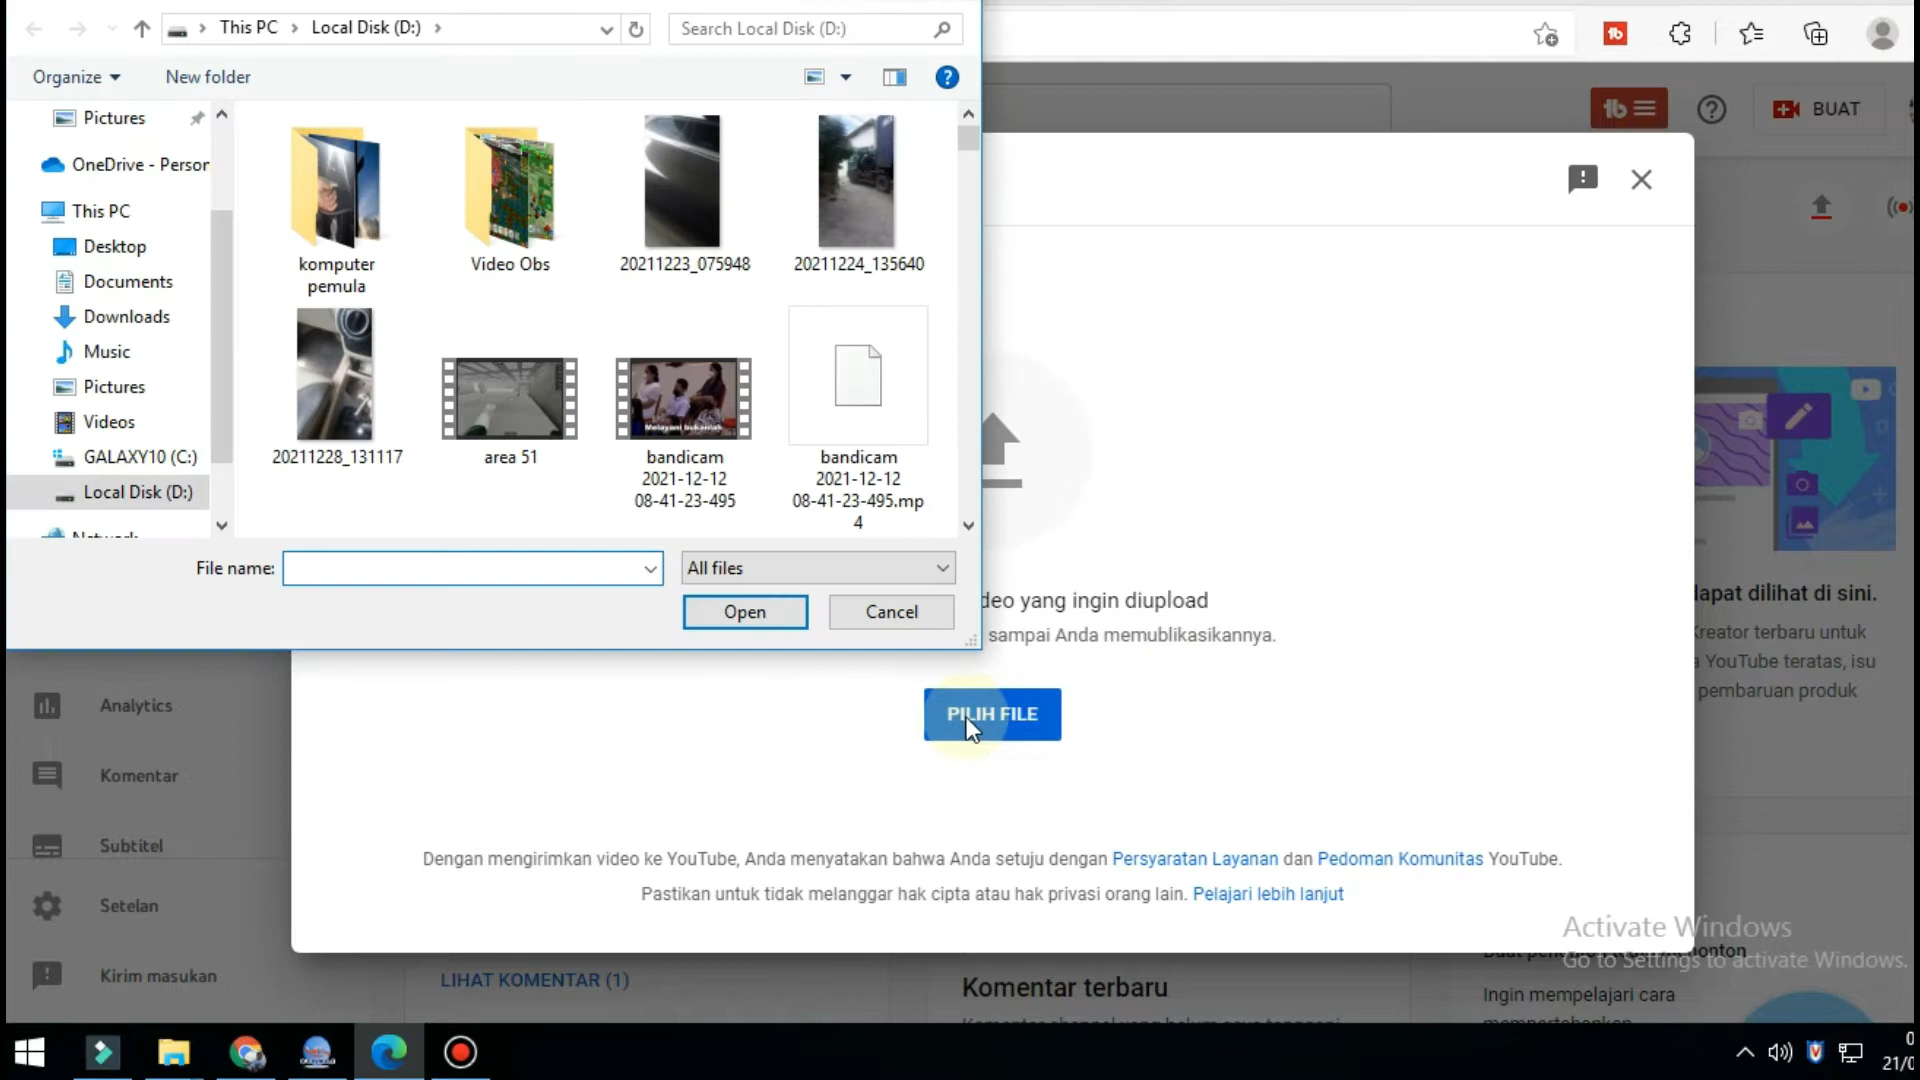 This PC
Local Disk (D:)
Search Local Disk (D:)
Organize
New folder
Pictures
OneDrive - Person
This PC
Desktop
Documents
Downloads
Music
Pictures
Videos
GALAXY10 (C:)
Local Disk (D:)
komputer
pemula
Video Obs
20211223_075948
20211224_135640
20211228_131117
area 51
Melayani bukanlah
bandicam
2021-12-12
08-41-23-495
bandicam
2021-12-12
08-41-23-495.mp
4
File name:
All files
Open
Cancel
BUAT
deo yang ingin diupload
sampai Anda memublikasikannya.
PILIH FILE
Dengan mengirimkan video ke YouTube, Anda menyatakan bahwa Anda setuju dengan Persyaratan Layanan dan Pedoman Komunitas YouTube.
Pastikan untuk tidak melanggar hak cipta atau hak privasi orang lain. Pelajari lebih lanjut
dapat dilihat di sini.
Kreator terbaru untuk
YouTube teratas, isu
pembaruan produk
Analytics
Komentar
Subtitel
Setelan
Kirim masukan
LIHAT KOMENTAR (1)
Komentar terbaru
Activate Windows
Go to Settings to activate Windows.
Ingin mempelajari cara
21/0